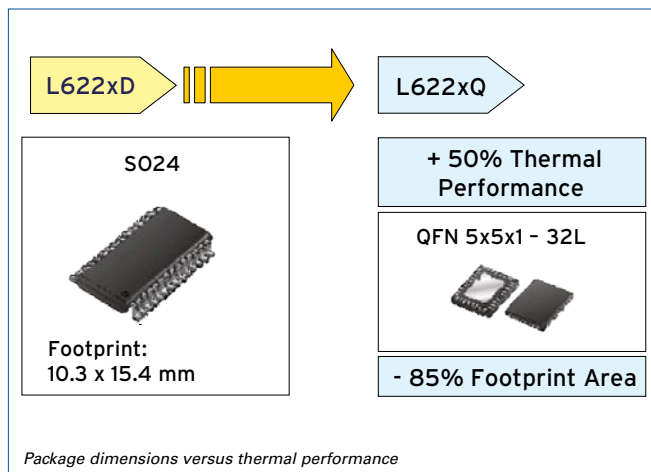 L622xD
L622xQ
SO24
Footprint:
10.3 x 15.4 mm
+ 50% Thermal
Performance
QFN 5x5x1 – 32L
- 85% Footprint Area
Package dimensions versus thermal performance